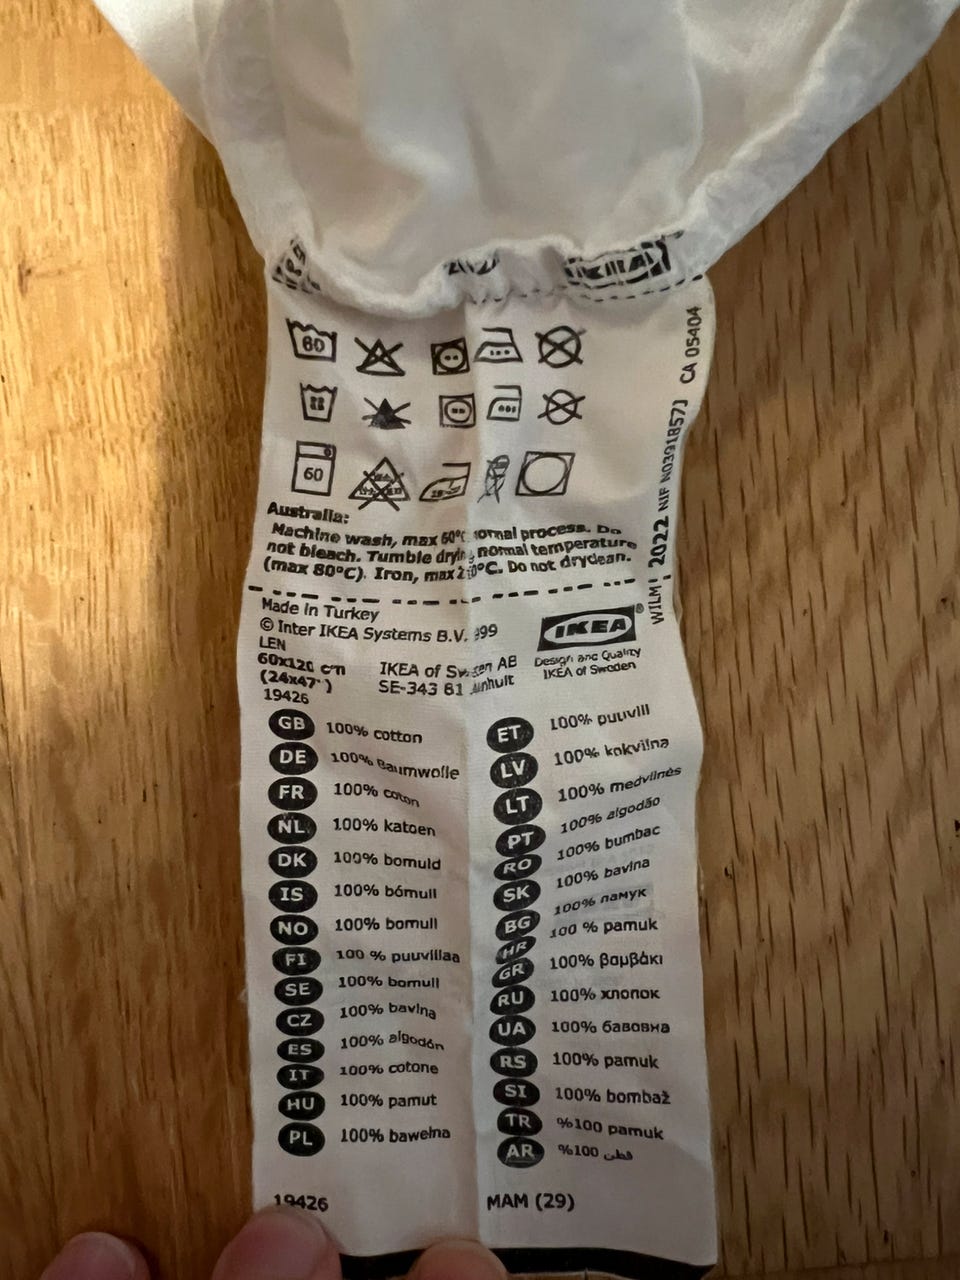 IKEA
60
60
Australia:
Machine wash, max 60°C normal process. Do
not bleach. Tumble drying, normal temperature
(max 80°C). Iron, max °C. Do not dryclean.
Made in Turkey
© Inter IKEA Systems B.V.
LEN
60x120 cm
(24x47")
19426
IKEA of AB
SE-343 81
IKEA®
Design and Quality
IKEA of Sweden
2022 NIF N0391857J CA 05404
GB 100% cotton
DE 100% Baumwolle
FR 100% coton
NL 100% katoen
DK 100% bomuld
IS 100% bómull
NO 100% bomull
FI 100 % puuvillaa
SE 100% bomull
CZ 100% bavlna
ES 100% algodón
IT 100% cotone
HU 100% pamut
PL 100% bawełna
ET 100% puuvill
LV 100% kokvilna
LT 100% medvilnės
PT 100% algodão
RO 100% bumbac
SK 100% bavlna
BG 100% памук
HR 100 % pamuk
GR 100% βαμβάκι
RU 100% хлопок
UA 100% бавовна
RS 100% pamuk
SI 100% bombaž
TR %100 pamuk
AR %100 قطن
19426
MAM (29)